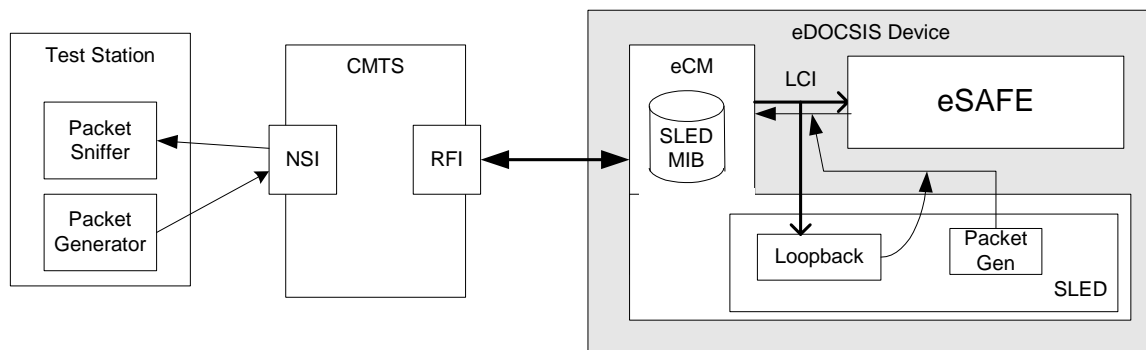 Test Station
Packet
Sniffer
Packet
Generator
CMTS
NSI
RFI
eDOCSIS Device
eCM
SLED
MIB
LCI
eSAFE
Loopback
Packet
Gen
SLED